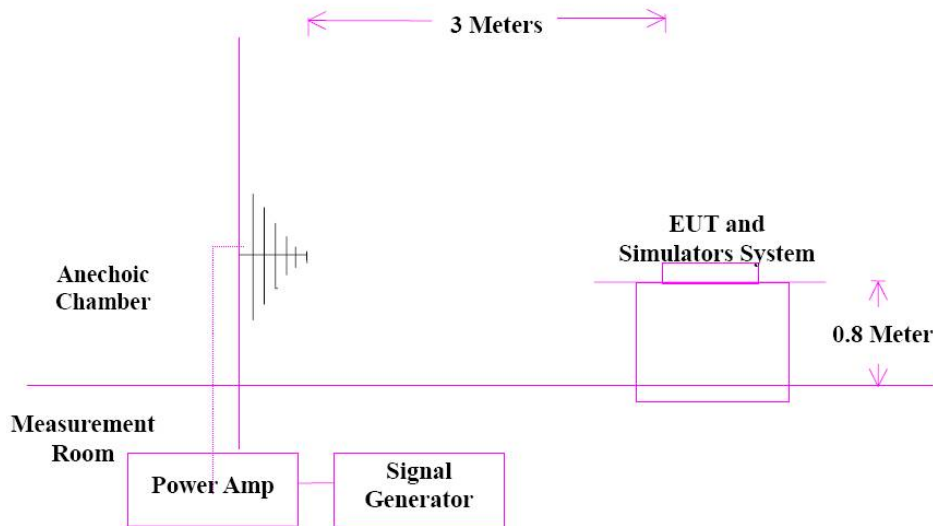 3 Meters
EUT and
Simulators System
Anechoic
Chamber
0.8 Meter
Measurement
Room
Power Amp
Signal
Generator